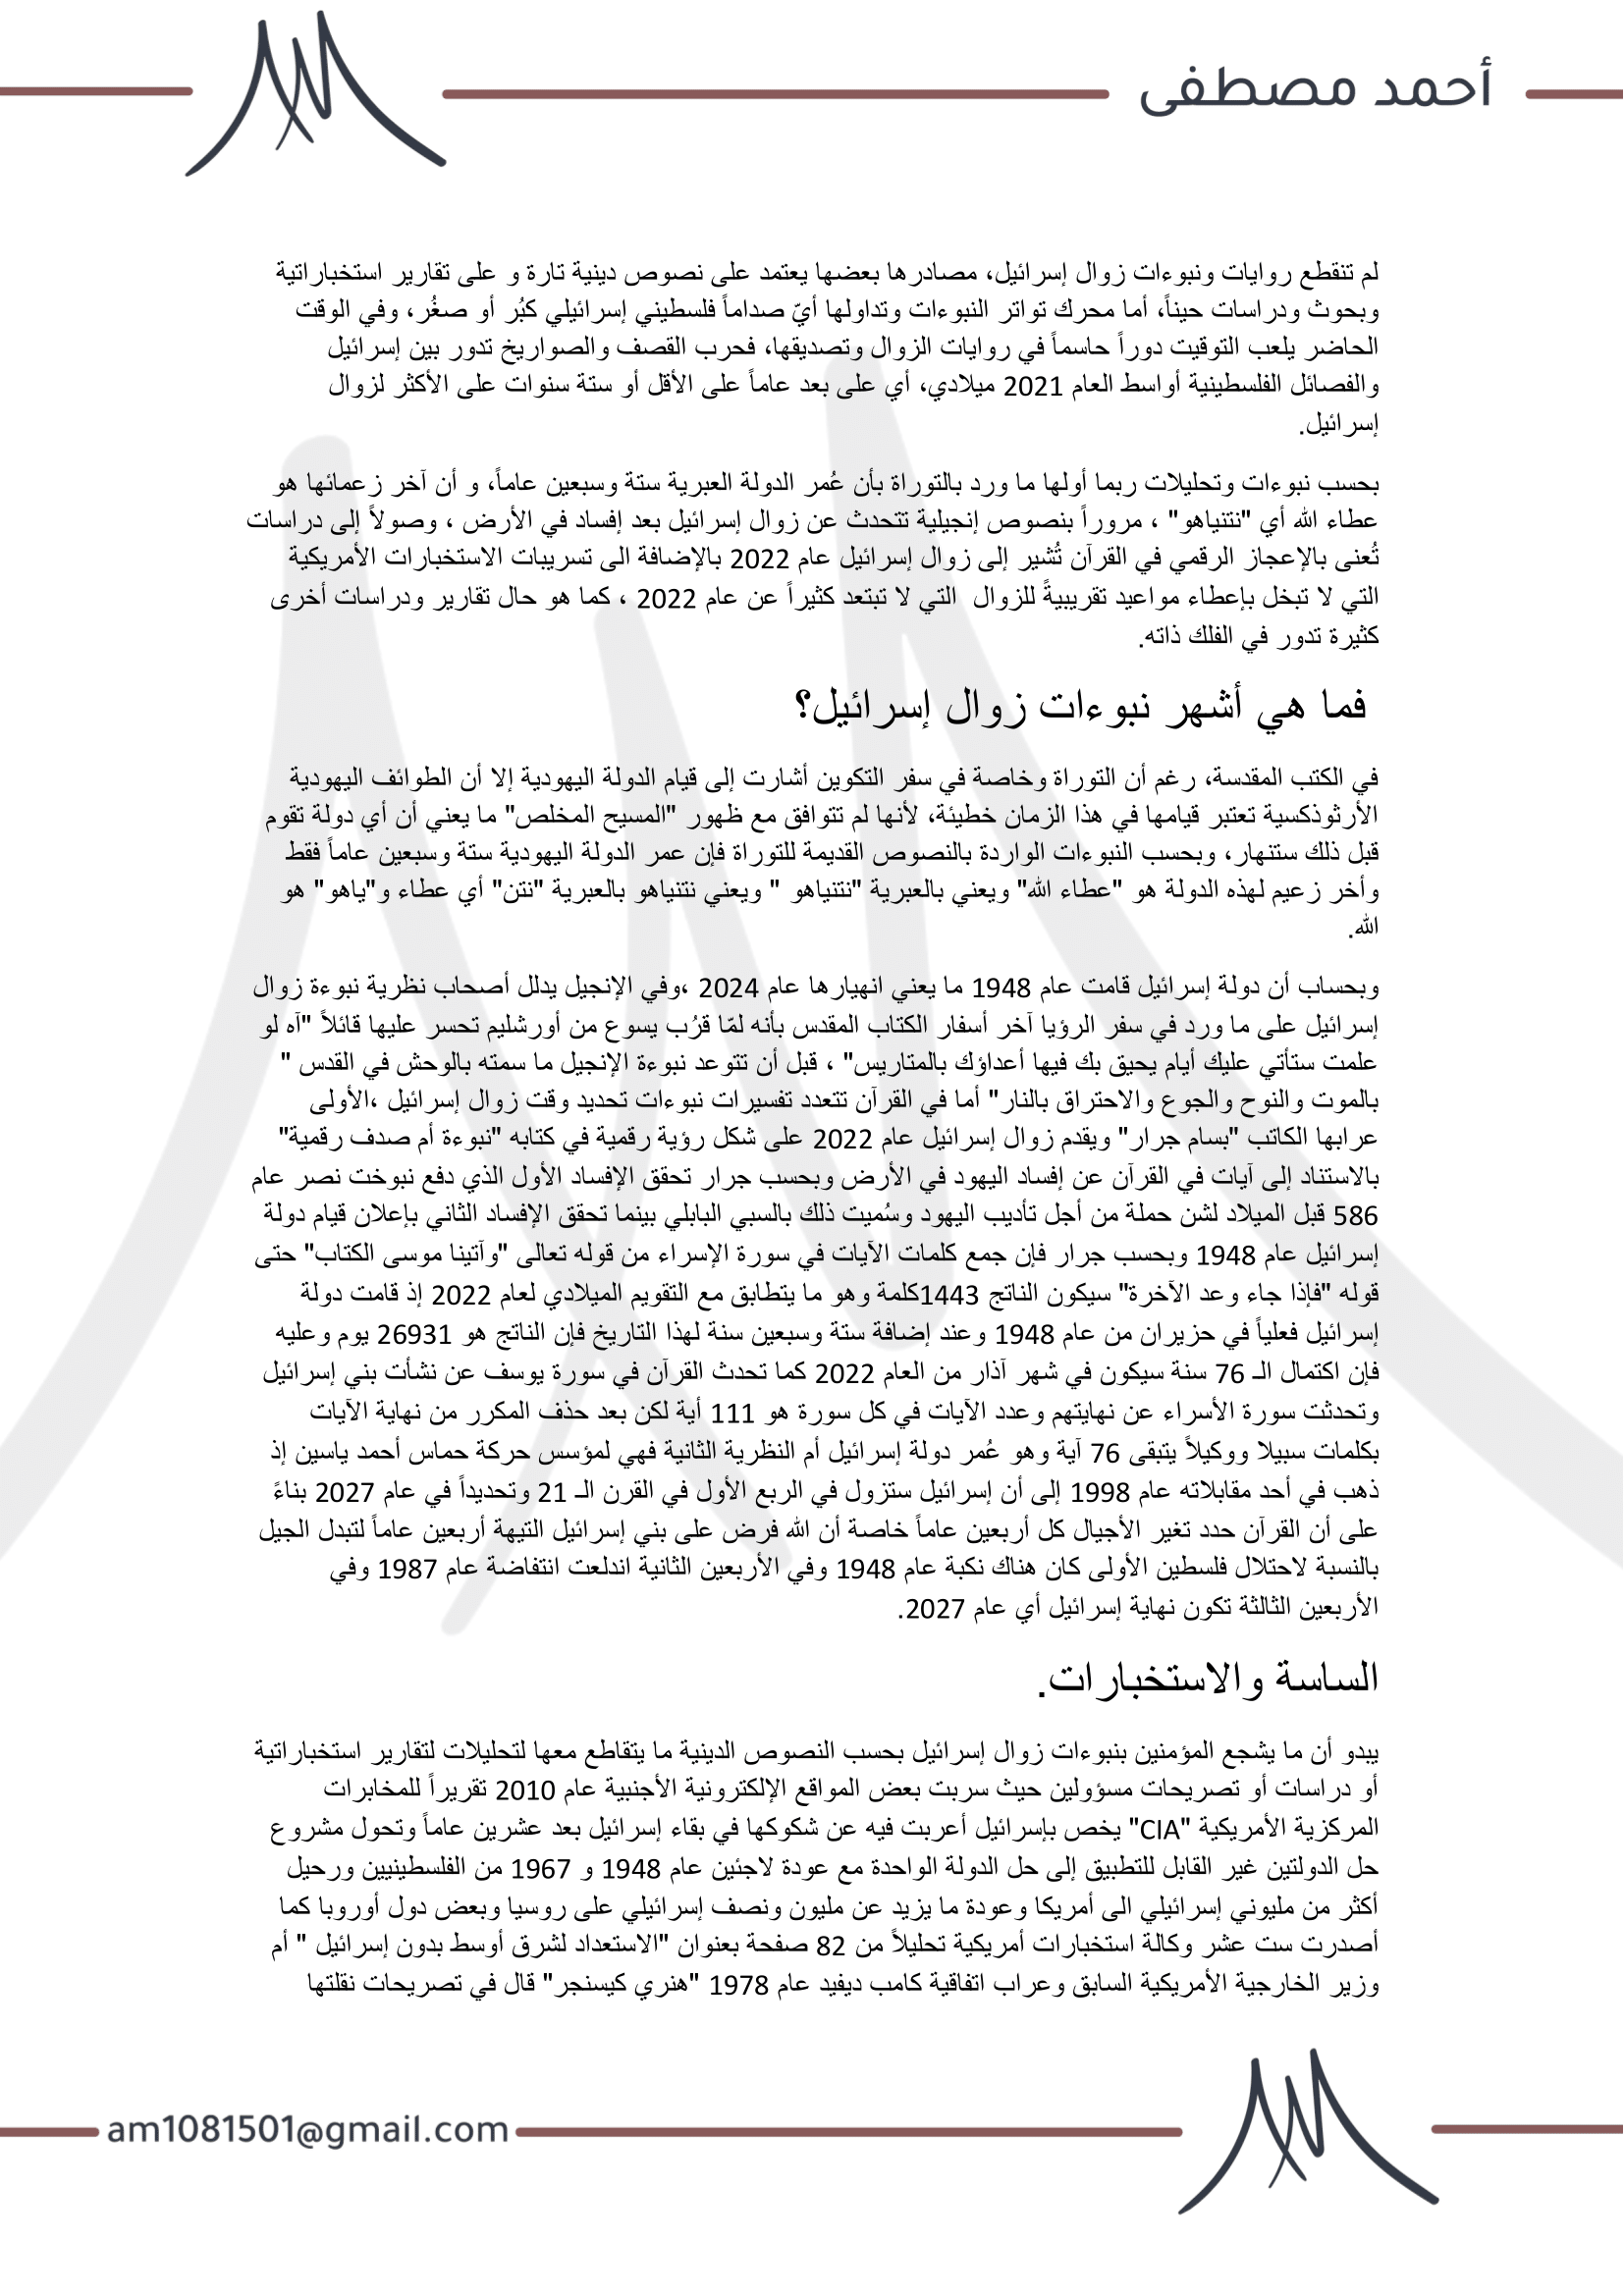 أحمد مصطفى
لم تنقطع روايات ونبوءات زوال إسرائيل، مصادرها بعضها يعتمد على نصوص دينية تارة و على تقارير استخباراتية
وبحوث ودراسات حيناً، أما محرك تواتر النبوءات وتداولها أيّ صداماً فلسطيني إسرائيلي كبُر أو صغُر، وفي الوقت
الحاضر يلعب التوقيت دوراً حاسماً في روايات الزوال وتصديقها، فحرب القصف والصواريخ تدور بين إسرائيل
والفصائل الفلسطينية أواسط العام 2021 ميلادي، أي على بعد عاماً على الأقل أو ستة سنوات على الأكثر لزوال
إسرائيل.
بحسب نبوءات وتحليلات ربما أولها ما ورد بالتوراة بأن عُمر الدولة العبرية ستة وسبعين عاماً، و أن آخر زعمائها هو
عطاء الله أي "نتنياهو" ، مروراً بنصوص إنجيلية تتحدث عن زوال إسرائيل بعد إفساد في الأرض ، وصولاً إلى دراسات
تُعنى بالإعجاز الرقمي في القرآن تُشير إلى زوال إسرائيل عام 2022 بالإضافة الى تسريبات الاستخبارات الأمريكية
التي لا تبخل بإعطاء مواعيد تقريبيةً للزوال  التي لا تبتعد كثيراً عن عام 2022 ، كما هو حال تقارير ودراسات أخرى
كثيرة تدور في الفلك ذاته.
فما هي أشهر نبوءات زوال إسرائيل؟
في الكتب المقدسة، رغم أن التوراة وخاصة في سفر التكوين أشارت إلى قيام الدولة اليهودية إلا أن الطوائف اليهودية
الأرثوذكسية تعتبر قيامها في هذا الزمان خطيئة، لأنها لم تتوافق مع ظهور "المسيح المخلص" ما يعني أن أي دولة تقوم
قبل ذلك ستنهار، وبحسب النبوءات الواردة بالنصوص القديمة للتوراة فإن عمر الدولة اليهودية ستة وسبعين عاماً فقط
وأخر زعيم لهذه الدولة هو "عطاء الله" ويعني بالعبرية "نتنياهو " ويعني نتنياهو بالعبرية "نتن" أي عطاء و"ياهو" هو
الله.
وبحساب أن دولة إسرائيل قامت عام 1948 ما يعني انهيارها عام 2024 ،وفي الإنجيل يدلل أصحاب نظرية نبوءة زوال
إسرائيل على ما ورد في سفر الرؤيا آخر أسفار الكتاب المقدس بأنه لمّا قرُب يسوع من أورشليم تحسر عليها قائلاً "آه لو
علمت ستأتي عليك أيام يحيق بك فيها أعداؤك بالمتاريس" ، قبل أن تتوعد نبوءة الإنجيل ما سمته بالوحش في القدس "
بالموت والنوح والجوع والاحتراق بالنار" أما في القرآن تتعدد تفسيرات نبوءات تحديد وقت زوال إسرائيل ،الأولى
عرابها الكاتب "بسام جرار" ويقدم زوال إسرائيل عام 2022 على شكل رؤية رقمية في كتابه "نبوءة أم صدف رقمية"
بالاستناد إلى آيات في القرآن عن إفساد اليهود في الأرض وبحسب جرار تحقق الإفساد الأول الذي دفع نبوخت نصر عام
586 قبل الميلاد لشن حملة من أجل تأديب اليهود وسُميت ذلك بالسبي البابلي بينما تحقق الإفساد الثاني بإعلان قيام دولة
إسرائيل عام 1948 وبحسب جرار فإن جمع كلمات الآيات في سورة الإسراء من قوله تعالى "وآتينا موسى الكتاب" حتى
قوله "فإذا جاء وعد الآخرة" سيكون الناتج 1443كلمة وهو ما يتطابق مع التقويم الميلادي لعام 2022 إذ قامت دولة
إسرائيل فعلياً في حزيران من عام 1948 وعند إضافة ستة وسبعين سنة لهذا التاريخ فإن الناتج هو 26931 يوم وعليه
فإن اكتمال الـ 76 سنة سيكون في شهر آذار من العام 2022 كما تحدث القرآن في سورة يوسف عن نشأت بني إسرائيل
وتحدثت سورة الأسراء عن نهايتهم وعدد الآيات في كل سورة هو 111 أية لكن بعد حذف المكرر من نهاية الآيات
بكلمات سبيلا ووكيلاً يتبقى 76 آية وهو عُمر دولة إسرائيل أم النظرية الثانية فهي لمؤسس حركة حماس أحمد ياسين إذ
ذهب في أحد مقابلاته عام 1998 إلى أن إسرائيل ستزول في الربع الأول في القرن الـ 21 وتحديداً في عام 2027 بناءً
على أن القرآن حدد تغير الأجيال كل أربعين عاماً خاصة أن الله فرض على بني إسرائيل التيهة أربعين عاماً لتبدل الجيل
بالنسبة لاحتلال فلسطين الأولى كان هناك نكبة عام 1948 وفي الأربعين الثانية اندلعت انتفاضة عام 1987 وفي
الأربعين الثالثة تكون نهاية إسرائيل أي عام 2027.
الساسة والاستخبارات.
يبدو أن ما يشجع المؤمنين بنبوءات زوال إسرائيل بحسب النصوص الدينية ما يتقاطع معها لتحليلات لتقارير استخباراتية
أو دراسات أو تصريحات مسؤولين حيث سربت بعض المواقع الإلكترونية الأجنبية عام 2010 تقريراً للمخابرات
المركزية الأمريكية "CIA" يخص بإسرائيل أعربت فيه عن شكوكها في بقاء إسرائيل بعد عشرين عاماً وتحول مشروع
حل الدولتين غير القابل للتطبيق إلى حل الدولة الواحدة مع عودة لاجئين عام 1948 و 1967 من الفلسطينيين ورحيل
أكثر من مليوني إسرائيلي الى أمريكا وعودة ما يزيد عن مليون ونصف إسرائيلي على روسيا وبعض دول أوروبا كما
أصدرت ست عشر وكالة استخبارات أمريكية تحليلاً من 82 صفحة بعنوان "الاستعداد لشرق أوسط بدون إسرائيل " أم
وزير الخارجية الأمريكية السابق وعراب اتفاقية كامب ديفيد عام 1978 "هنري كيسنجر" قال في تصريحات نقلتها
am1081501@gmail.com